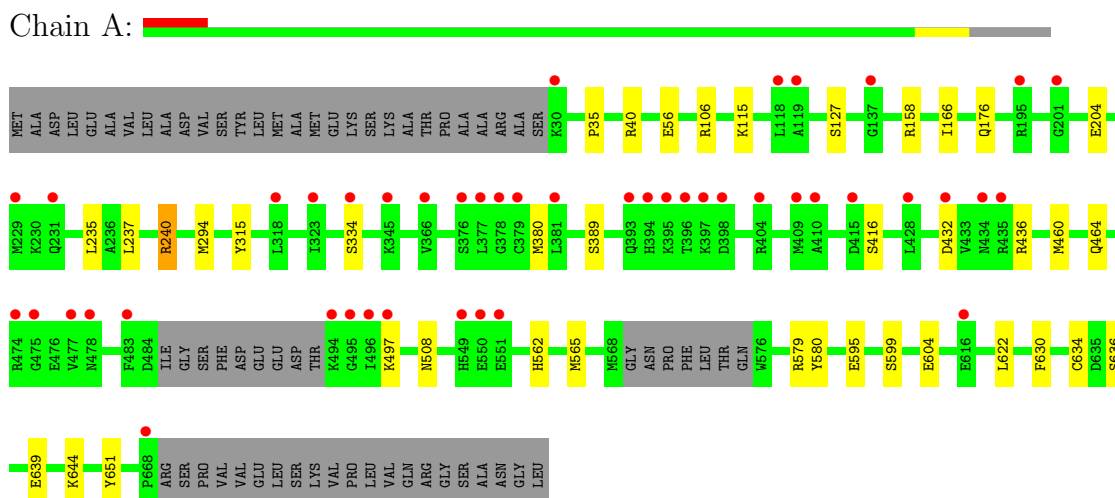 Chain A:
MET ALA ASP LEU GLU ALA VAL LEU ALA ASP VAL SER TYR LEU MET ALA MET GLU LYS SER LYS ALA THR PRO ALA ALA ARG ALA SER K30 P35 R40 E56 R106 K115 L118 A119 S127 G137 R158 I166 Q176 R195 G201 E204
M229 K230 Q231 L235 A236 L237 R240 M294 Y315 L318 I323 S334 K345 V366 S376 L377 G378 C379 M380 L381 S389 Q393 H394 K395 T396 K397 D398 R404 M409 A410 D415 S416 L428 D432 V433 N434 R435 R436 M460 Q464
R474 G475 E476 V477 N478 F483 D484 ILE GLY SER PHE ASP GLU GLU ASP THR K494 G495 I496 K497 N508 H549 E550 E551 H562 M565 M568 GLY ASN PRO PHE LEU THR GLN W576 R579 Y580 E595 S599 E604 E616 L622 F630 C634 D635 S636
E639 K644 Y651 P668 ARG SER PRO VAL VAL GLU LEU SER LYS VAL PRO LEU VAL GLN ARG GLY SER ALA ASN GLY LEU